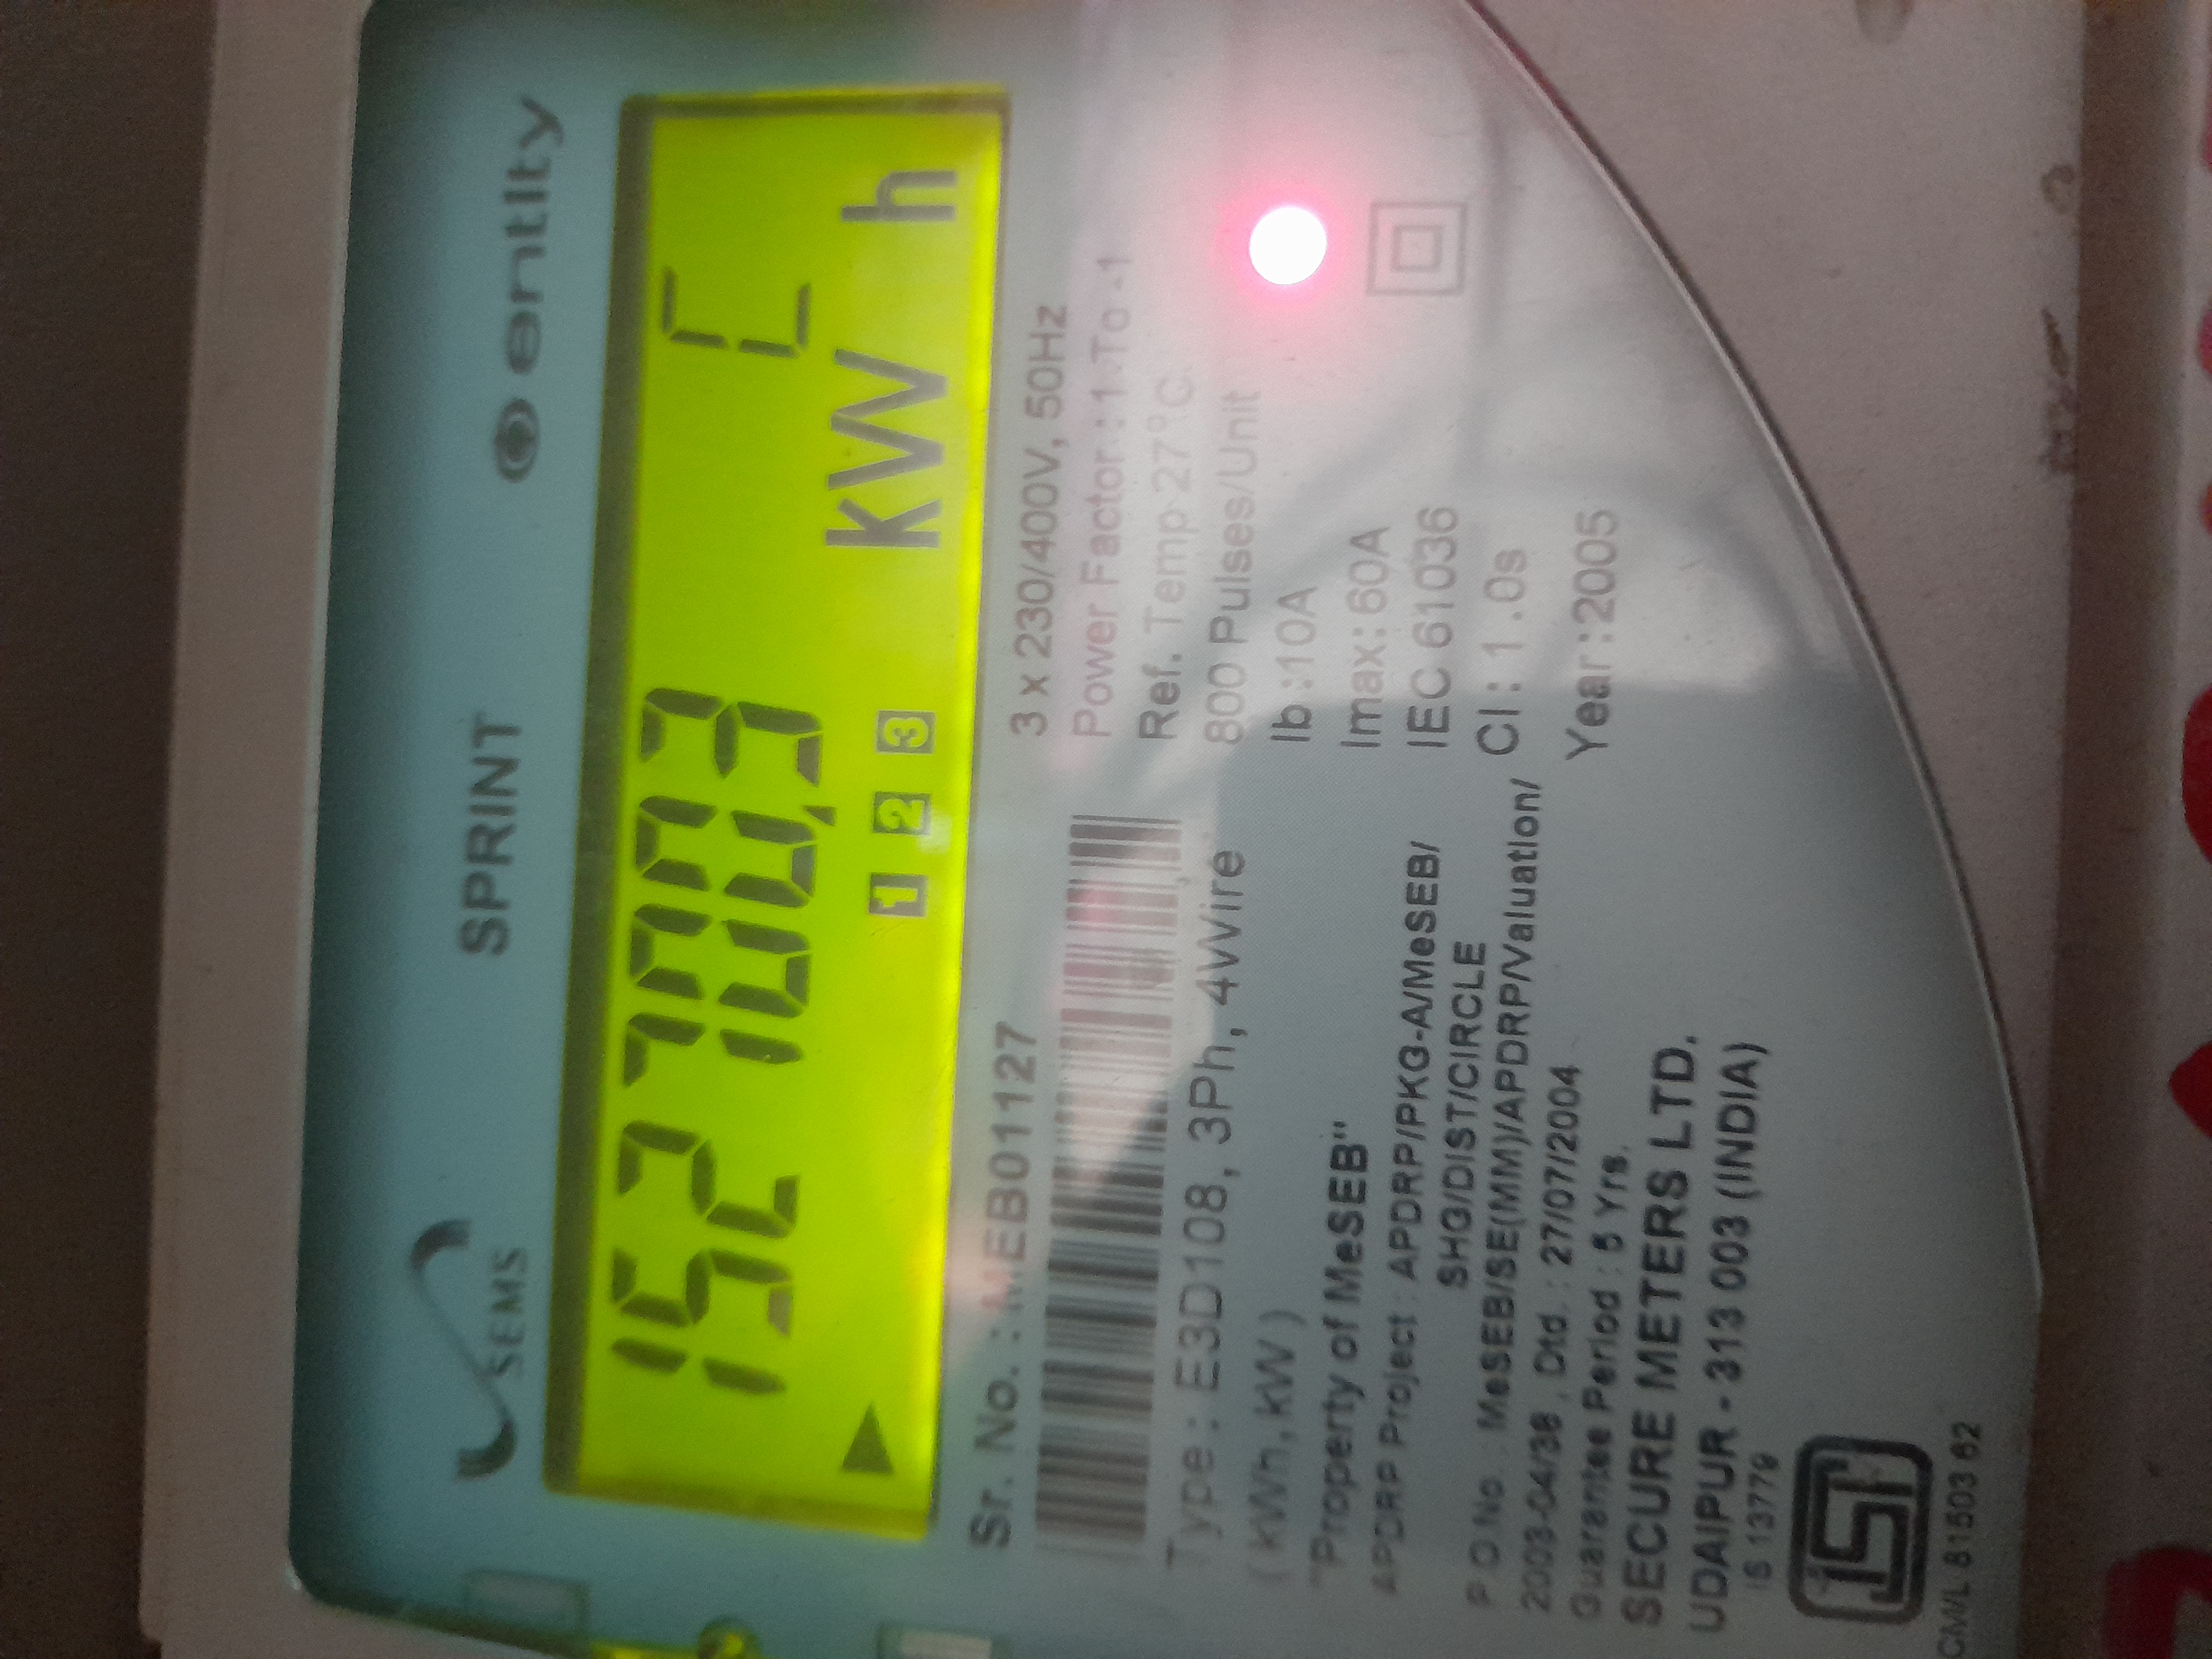 SEMS
SPRINT
entity
152700.3 C
1 2 3 kW h
Sr. No. : MEB01127
Type : E3D108, 3Ph, 4Wire
(kWh, kW)
"Property of MeSEB"
APDRP Project : APDRP/PKG-A/MeSEB/
SHG/DIST/CIRCLE
P.O.No. MeSEB/SE(MM)/APDRP/Valuation/
2003-04/38, Dtd. : 27/07/2004
Guarantee Period : 5 Yrs.
SECURE METERS LTD.
UDAIPUR - 313 003 (INDIA)
IS 13779
CM/L 8150362
3 x 230/400V, 50Hz
Power Factor : 1 To -1
Ref. Temp 27°C
800 Pulses/Unit
Ib :10A
Imax:60A
IEC 61036
Cl : 1.0s
Year:2005